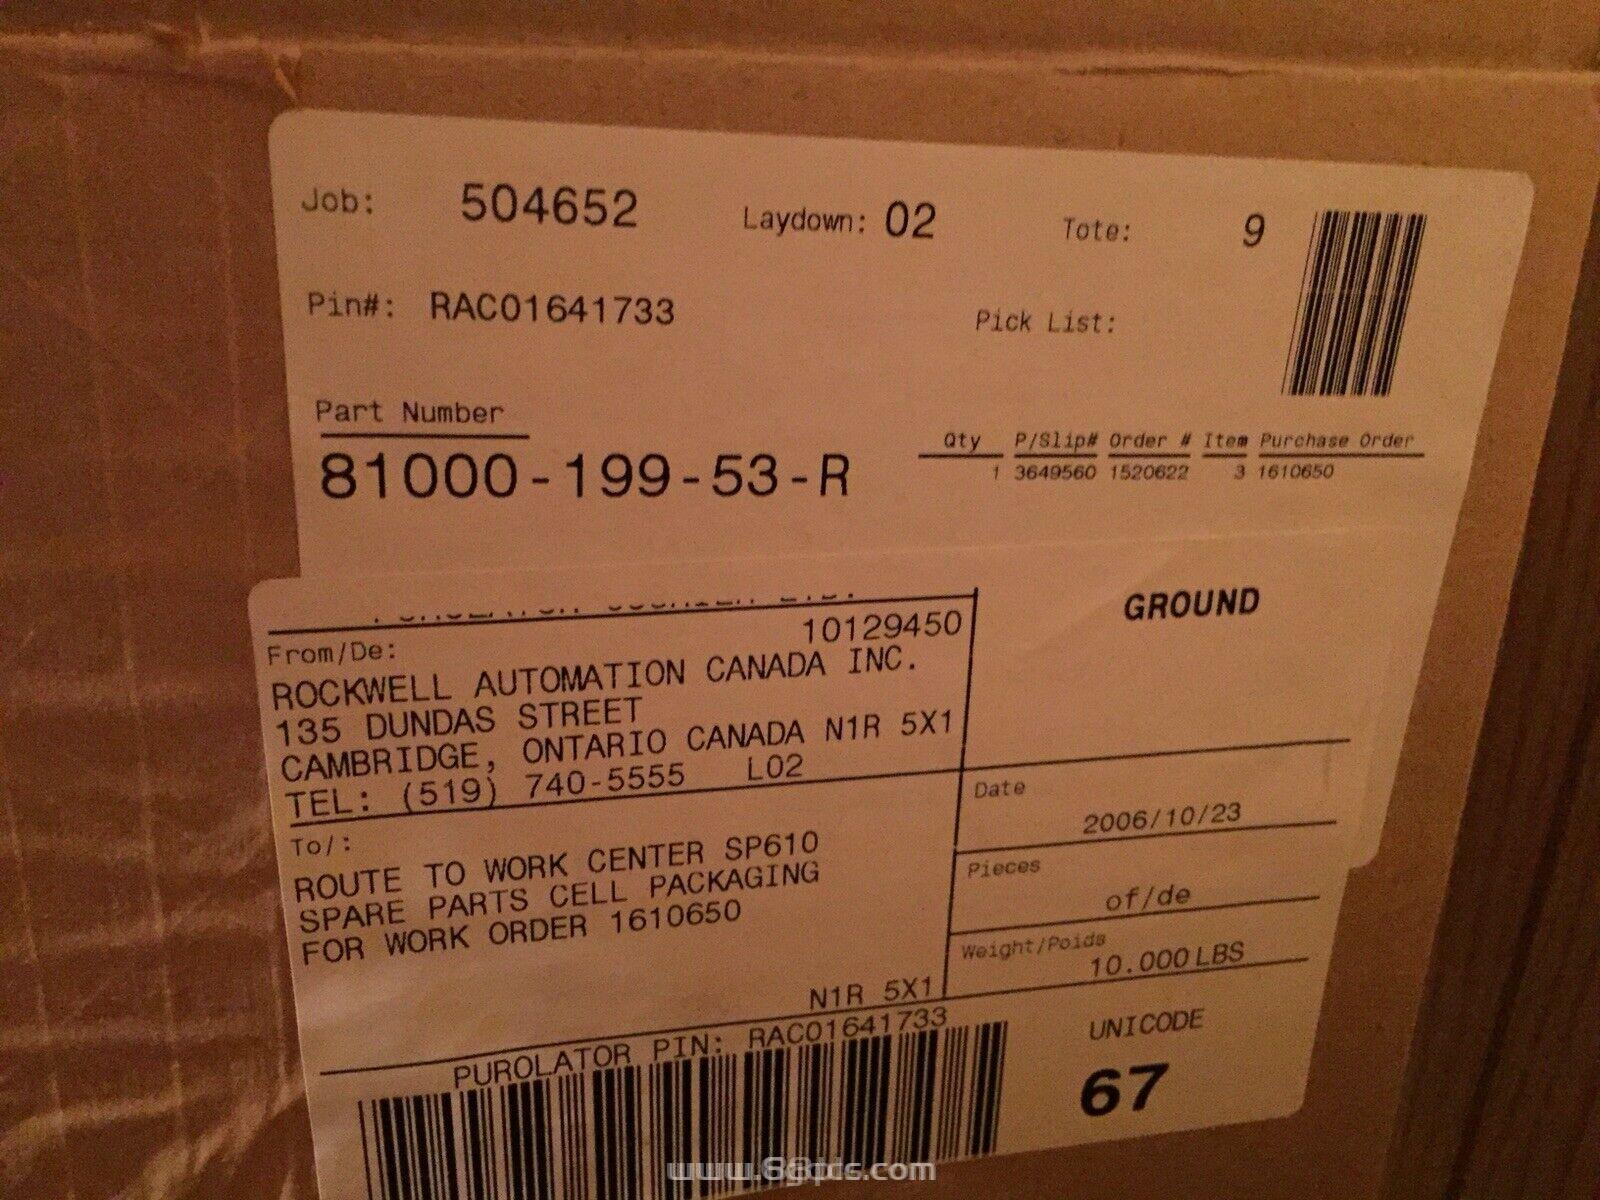 Job: 504652 Laydown: 02 Tote: 9
Pin#: RAC01641733 Pick List:
Part Number
81000-199-53-R
Qty P/Slip# Order # Item Purchase Order
1 3649560 1520622 3 1610650
GROUND
10129450
From/De:
ROCKWELL AUTOMATION CANADA INC.
135 DUNDAS STREET
CAMBRIDGE, ONTARIO CANADA N1R 5X1
TEL: (519) 740-5555 L02
To/:
ROUTE TO WORK CENTER SP610
SPARE PARTS CELL PACKAGING
FOR WORK ORDER 1610650
N1R 5X1
Date
2006/10/23
Pieces
of/de
Weight/Poids
10.000 LBS
PUROLATOR PIN: RAC01641733
UNICODE
67